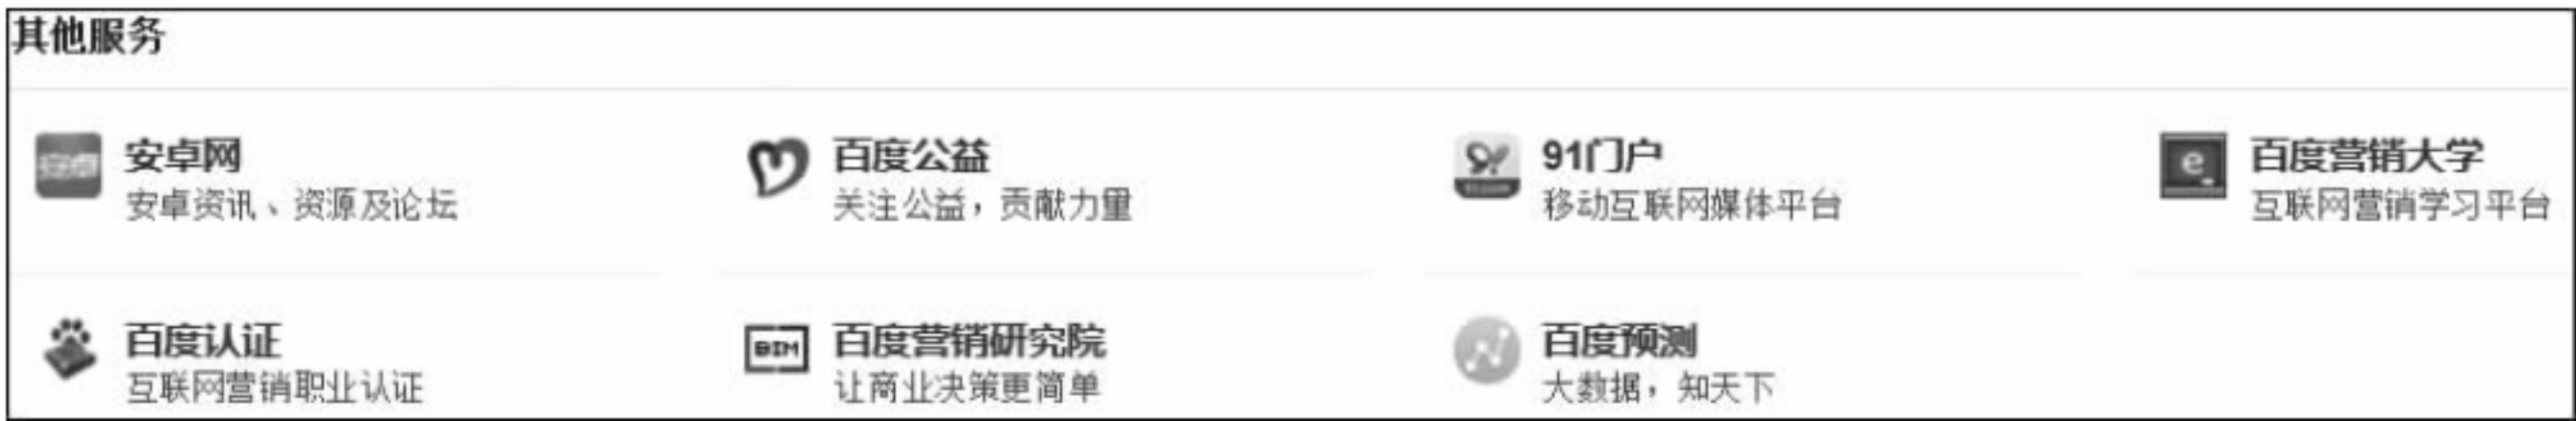 其他服务
安卓网
安卓资讯、资源及论坛
百度公益
关注公益，贡献力量
91门户
移动互联网媒体平台
百度营销大学
互联网营销学习平台
百度认证
互联网营销职业认证
BIM
百度营销研究院
让商业决策更简单
百度预测
大数据，知天下